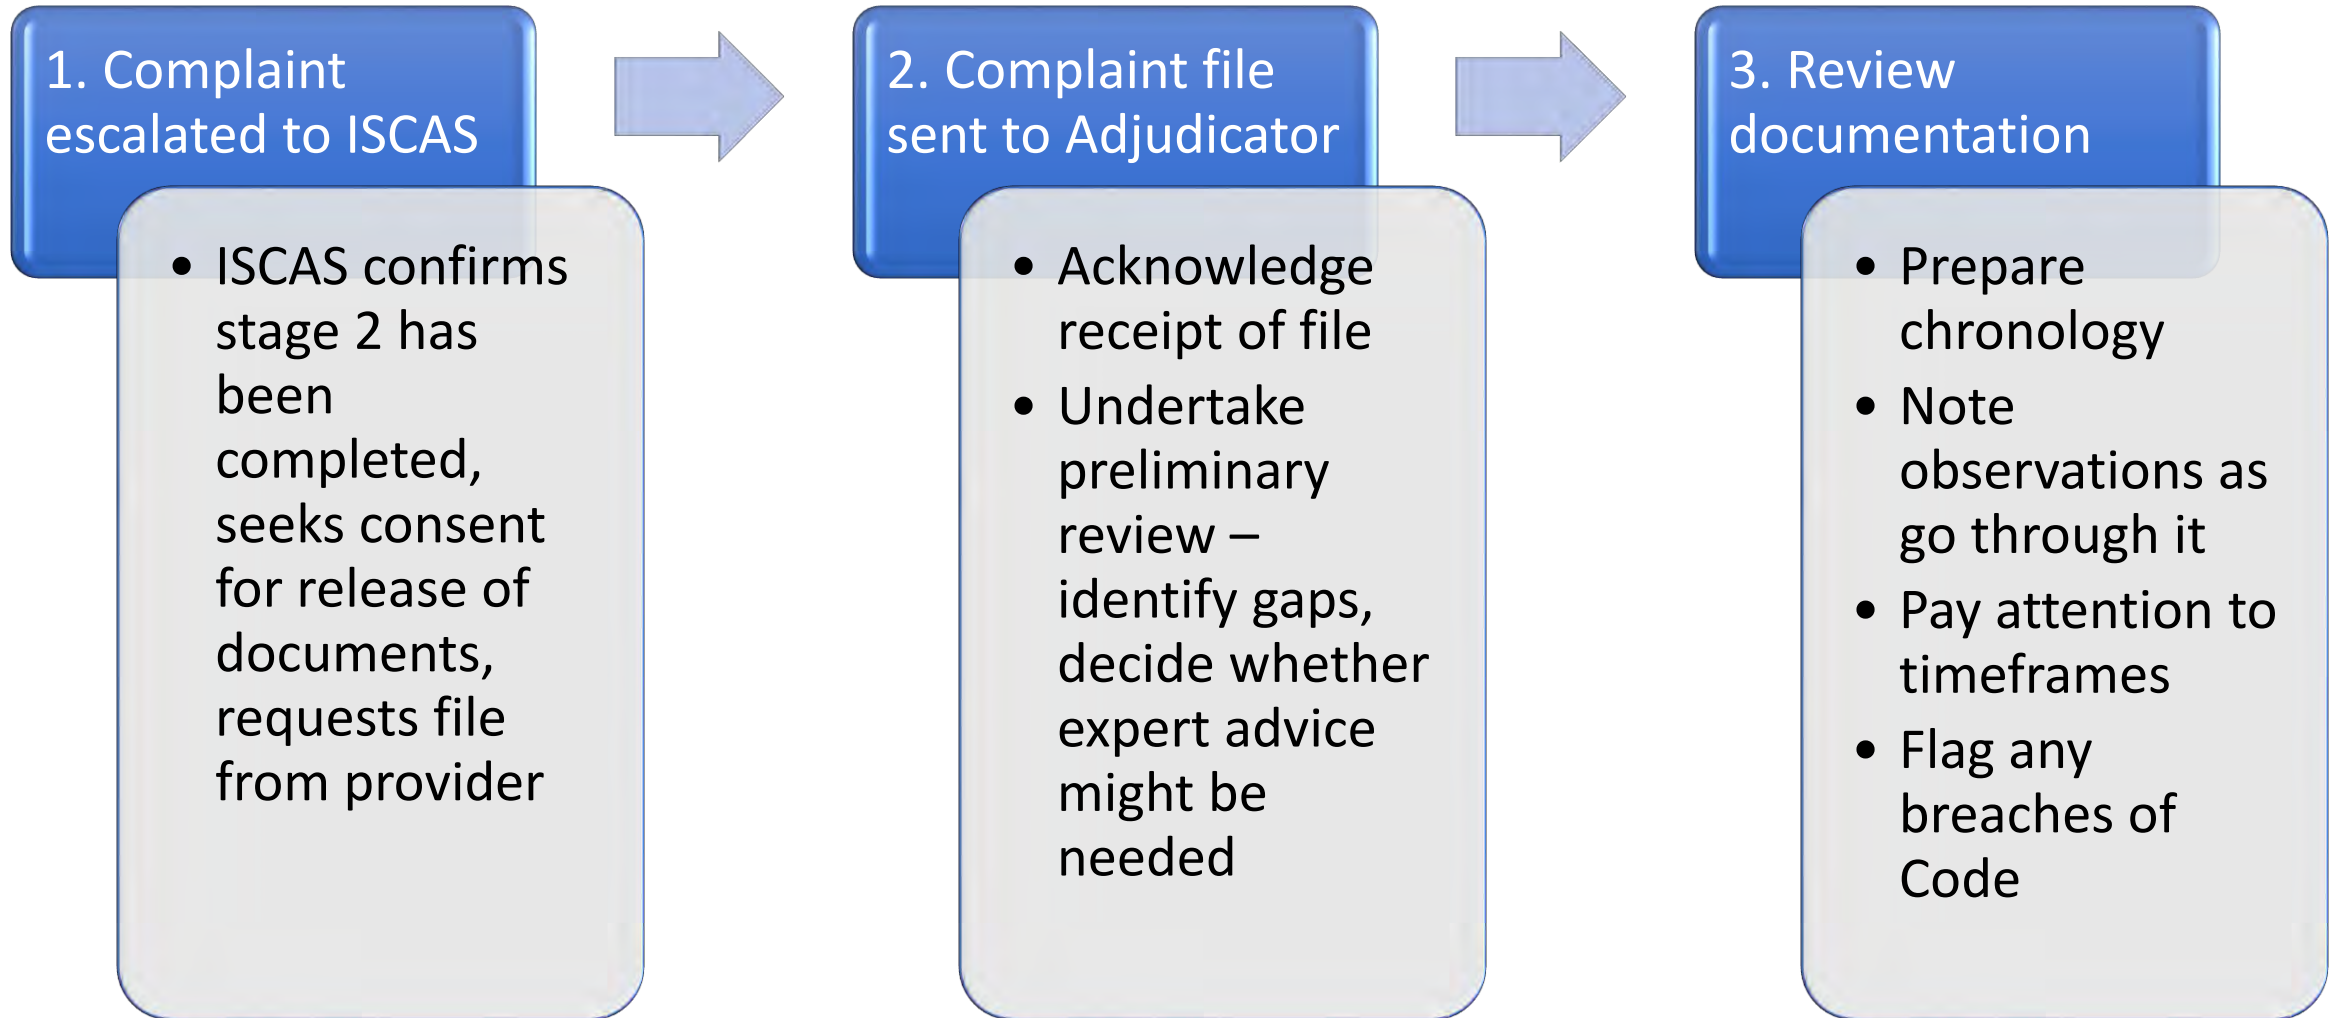 1. Complaint
escalated to ISCAS
• ISCAS confirms
stage 2 has
been
completed,
seeks consent
for release of
documents,
requests file
from provider
2. Complaint file
sent to Adjudicator
• Acknowledge
receipt of file
• Undertake
preliminary
review –
identify gaps,
decide whether
expert advice
might be
needed
3. Review
documentation
• Prepare
chronology
• Note
observations as
go through it
• Pay attention to
timeframes
• Flag any
breaches of
Code